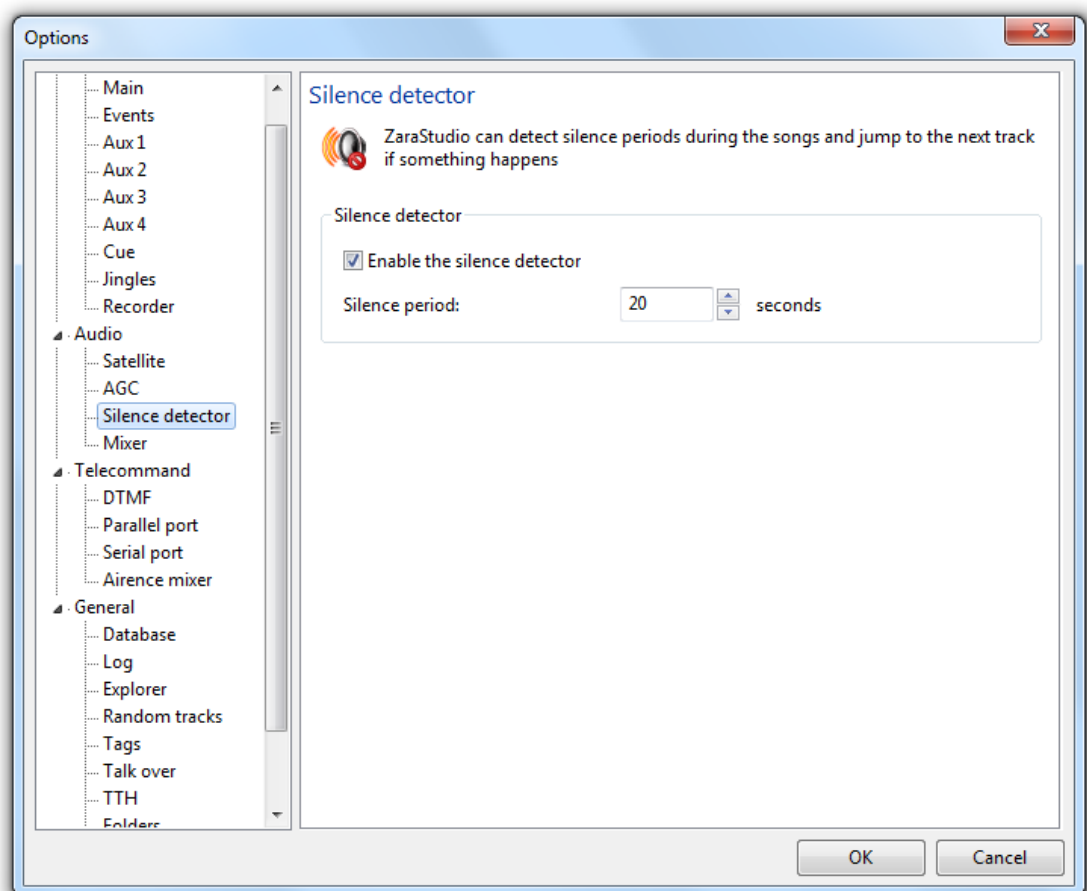 Options
Main
Events
Aux 1
Aux 2
Aux 3
Aux 4
Cue
Jingles
Recorder
Audio
Satellite
AGC
Silence detector
Mixer
Telecommand
DTMF
Parallel port
Serial port
Airence mixer
General
Database
Log
Explorer
Random tracks
Tags
Talk over
TTH
Folders
Silence detector
ZaraStudio can detect silence periods during the songs and jump to the next track
if something happens
Silence detector
Enable the silence detector
Silence period: 20 seconds
OK Cancel